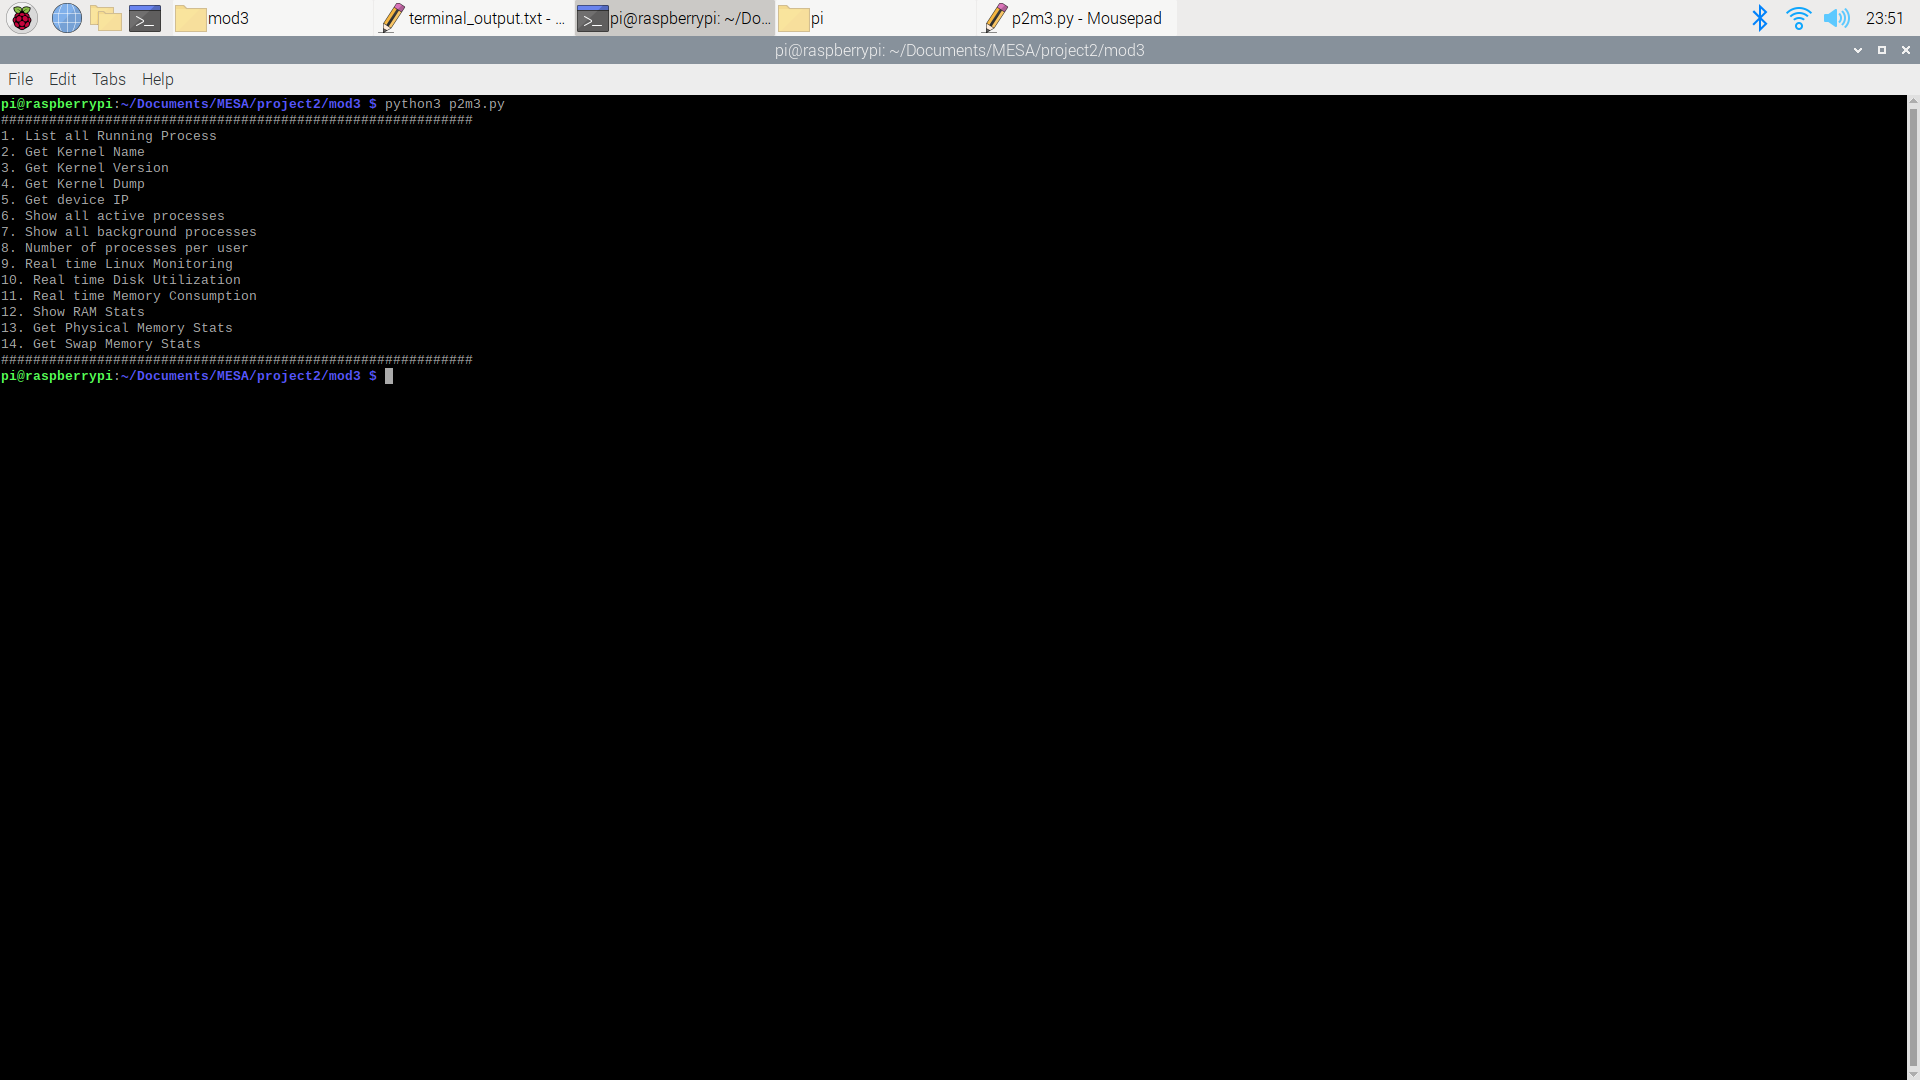 mod3
terminal_output.txt - ...
pi@raspberrypi: ~/Do...
pi
p2m3.py - Mousepad
23:51
pi@raspberrypi: ~/Documents/MESA/project2/mod3
File Edit Tabs Help
pi@raspberrypi:~/Documents/MESA/project2/mod3 $ python3 p2m3.py
###########################################################
1. List all Running Process
2. Get Kernel Name
3. Get Kernel Version
4. Get Kernel Dump
5. Get device IP
6. Show all active processes
7. Show all background processes
8. Number of processes per user
9. Real time Linux Monitoring
10. Real time Disk Utilization
11. Real time Memory Consumption
12. Show RAM Stats
13. Get Physical Memory Stats
14. Get Swap Memory Stats
###########################################################
pi@raspberrypi:~/Documents/MESA/project2/mod3 $